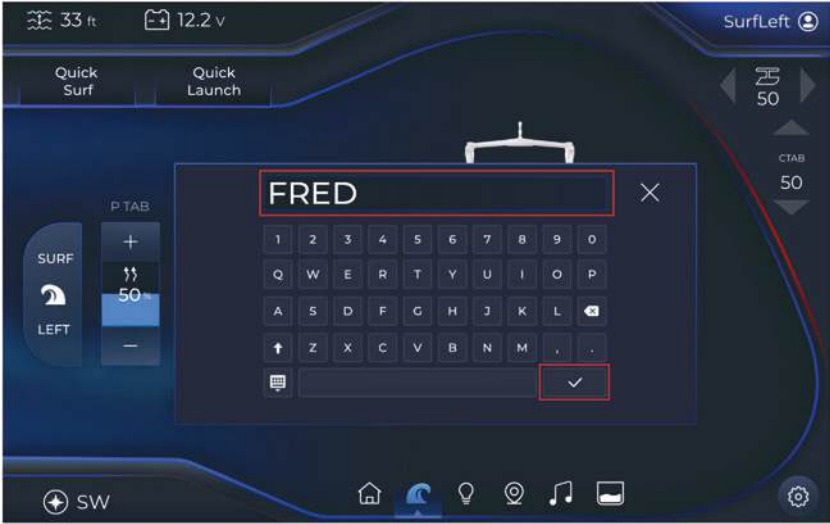 33 ft
12.2 v
SurfLeft
Quick
Surf
Quick
Launch
50
CTAB
50
P TAB
SURF
LEFT
50 %
FRED
1 2 3 4 5 6 7 8 9 0
Q W E R T Y U I O P
A S D F G H J K L
Z X C V B N M , .
SW